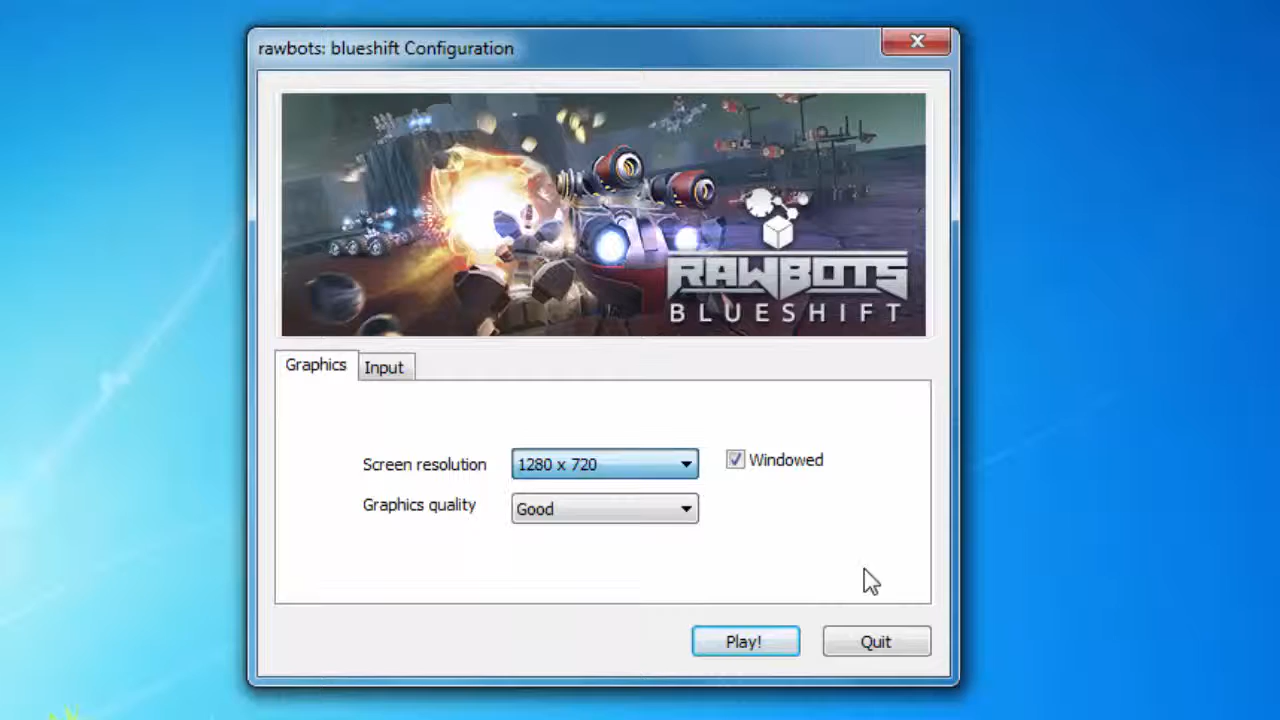 rawbots: blueshift Configuration
RAWBOTS
BLUESHIFT
Graphics
Input
Screen resolution
1280 x 720
Windowed
Graphics quality
Good
Play!
Quit